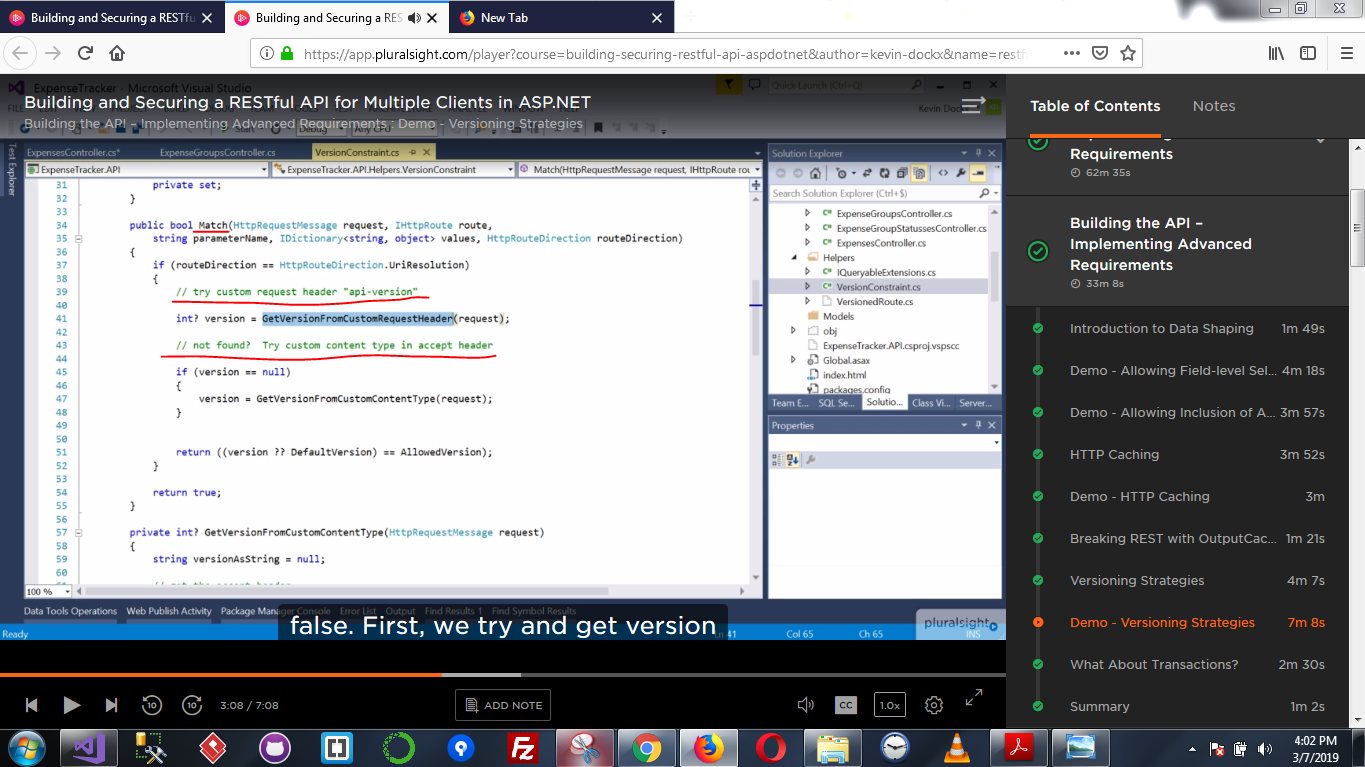 Building and Securing a RESTfu
Building and Securing a RES
New Tab
https://app.pluralsight.com/player?course=building-securing-restful-api-aspdotnet&author=kevin-dockx&name=restf
ExpenseTracker - Microsoft Visual Studio
Quick Launch (Ctrl+Q)
Building and Securing a RESTful API for Multiple Clients in ASP.NET
Kevin Dock
Building the API – Implementing Advanced Requirements : Demo - Versioning Strategies
Table of Contents
Notes
Test Explorer
ExpensesController.cs*
ExpenseGroupsController.cs
VersionConstraint.cs
ExpenseTracker.API
ExpenseTracker.API.Helpers.VersionConstraint
Match(HttpRequestMessage request, IHttpRoute rou
31 private set;
32 }
33
34 public bool Match(HttpRequestMessage request, IHttpRoute route,
35 string parameterName, IDictionary<string, object> values, HttpRouteDirection routeDirection)
36 {
37 if (routeDirection == HttpRouteDirection.UriResolution)
38 {
39 // try custom request header "api-version"
40
41 int? version = GetVersionFromCustomRequestHeader(request);
42
43 // not found? Try custom content type in accept header
44
45 if (version == null)
46 {
47 version = GetVersionFromCustomContentType(request);
48 }
49
50
51 return ((version ?? DefaultVersion) == AllowedVersion);
52 }
53
54 return true;
55 }
56
57 private int? GetVersionFromCustomContentType(HttpRequestMessage request)
58 {
59 string versionAsString = null;
60
100 %
Solution Explorer
Search Solution Explorer (Ctrl+$)
ExpenseGroupsController.cs
ExpenseGroupStatussesController.cs
ExpensesController.cs
Helpers
IQueryableExtensions.cs
VersionConstraint.cs
VersionedRoute.cs
Models
obj
ExpenseTracker.API.csproj.vspscc
Global.asax
index.html
packages.config
Team E...
SQL Se...
Solutio...
Class Vi...
Server...
Properties
Data Tools Operations
Web Publish Activity
Package Manager Console
Error List
Output
Find Results 1
Find Symbol Results
false. First, we try and get version
pluralsight
Ready
Ln 41
Col 65
Ch 65
INS
3:08 / 7:08
ADD NOTE
CC
1.0x
Requirements
62m 35s
Building the API –
Implementing Advanced
Requirements
33m 8s
Introduction to Data Shaping 1m 49s
Demo - Allowing Field-level Sel... 4m 18s
Demo - Allowing Inclusion of A... 3m 57s
HTTP Caching 3m 52s
Demo - HTTP Caching 3m
Breaking REST with OutputCac... 1m 21s
Versioning Strategies 4m 7s
Demo - Versioning Strategies 7m 8s
What About Transactions? 2m 30s
Summary 1m 2s
4:02 PM
3/7/2019